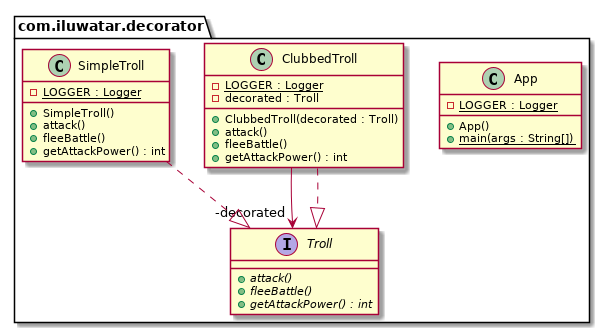 com.iluwatar.decorator
C SimpleTroll
LOGGER : Logger
SimpleTroll()
attack()
fleeBattle()
getAttackPower() : int
C ClubbedTroll
LOGGER : Logger
decorated : Troll
ClubbedTroll(decorated : Troll)
attack()
fleeBattle()
getAttackPower() : int
C App
LOGGER : Logger
App()
main(args : String[])
-decorated
I Troll
attack()
fleeBattle()
getAttackPower() : int